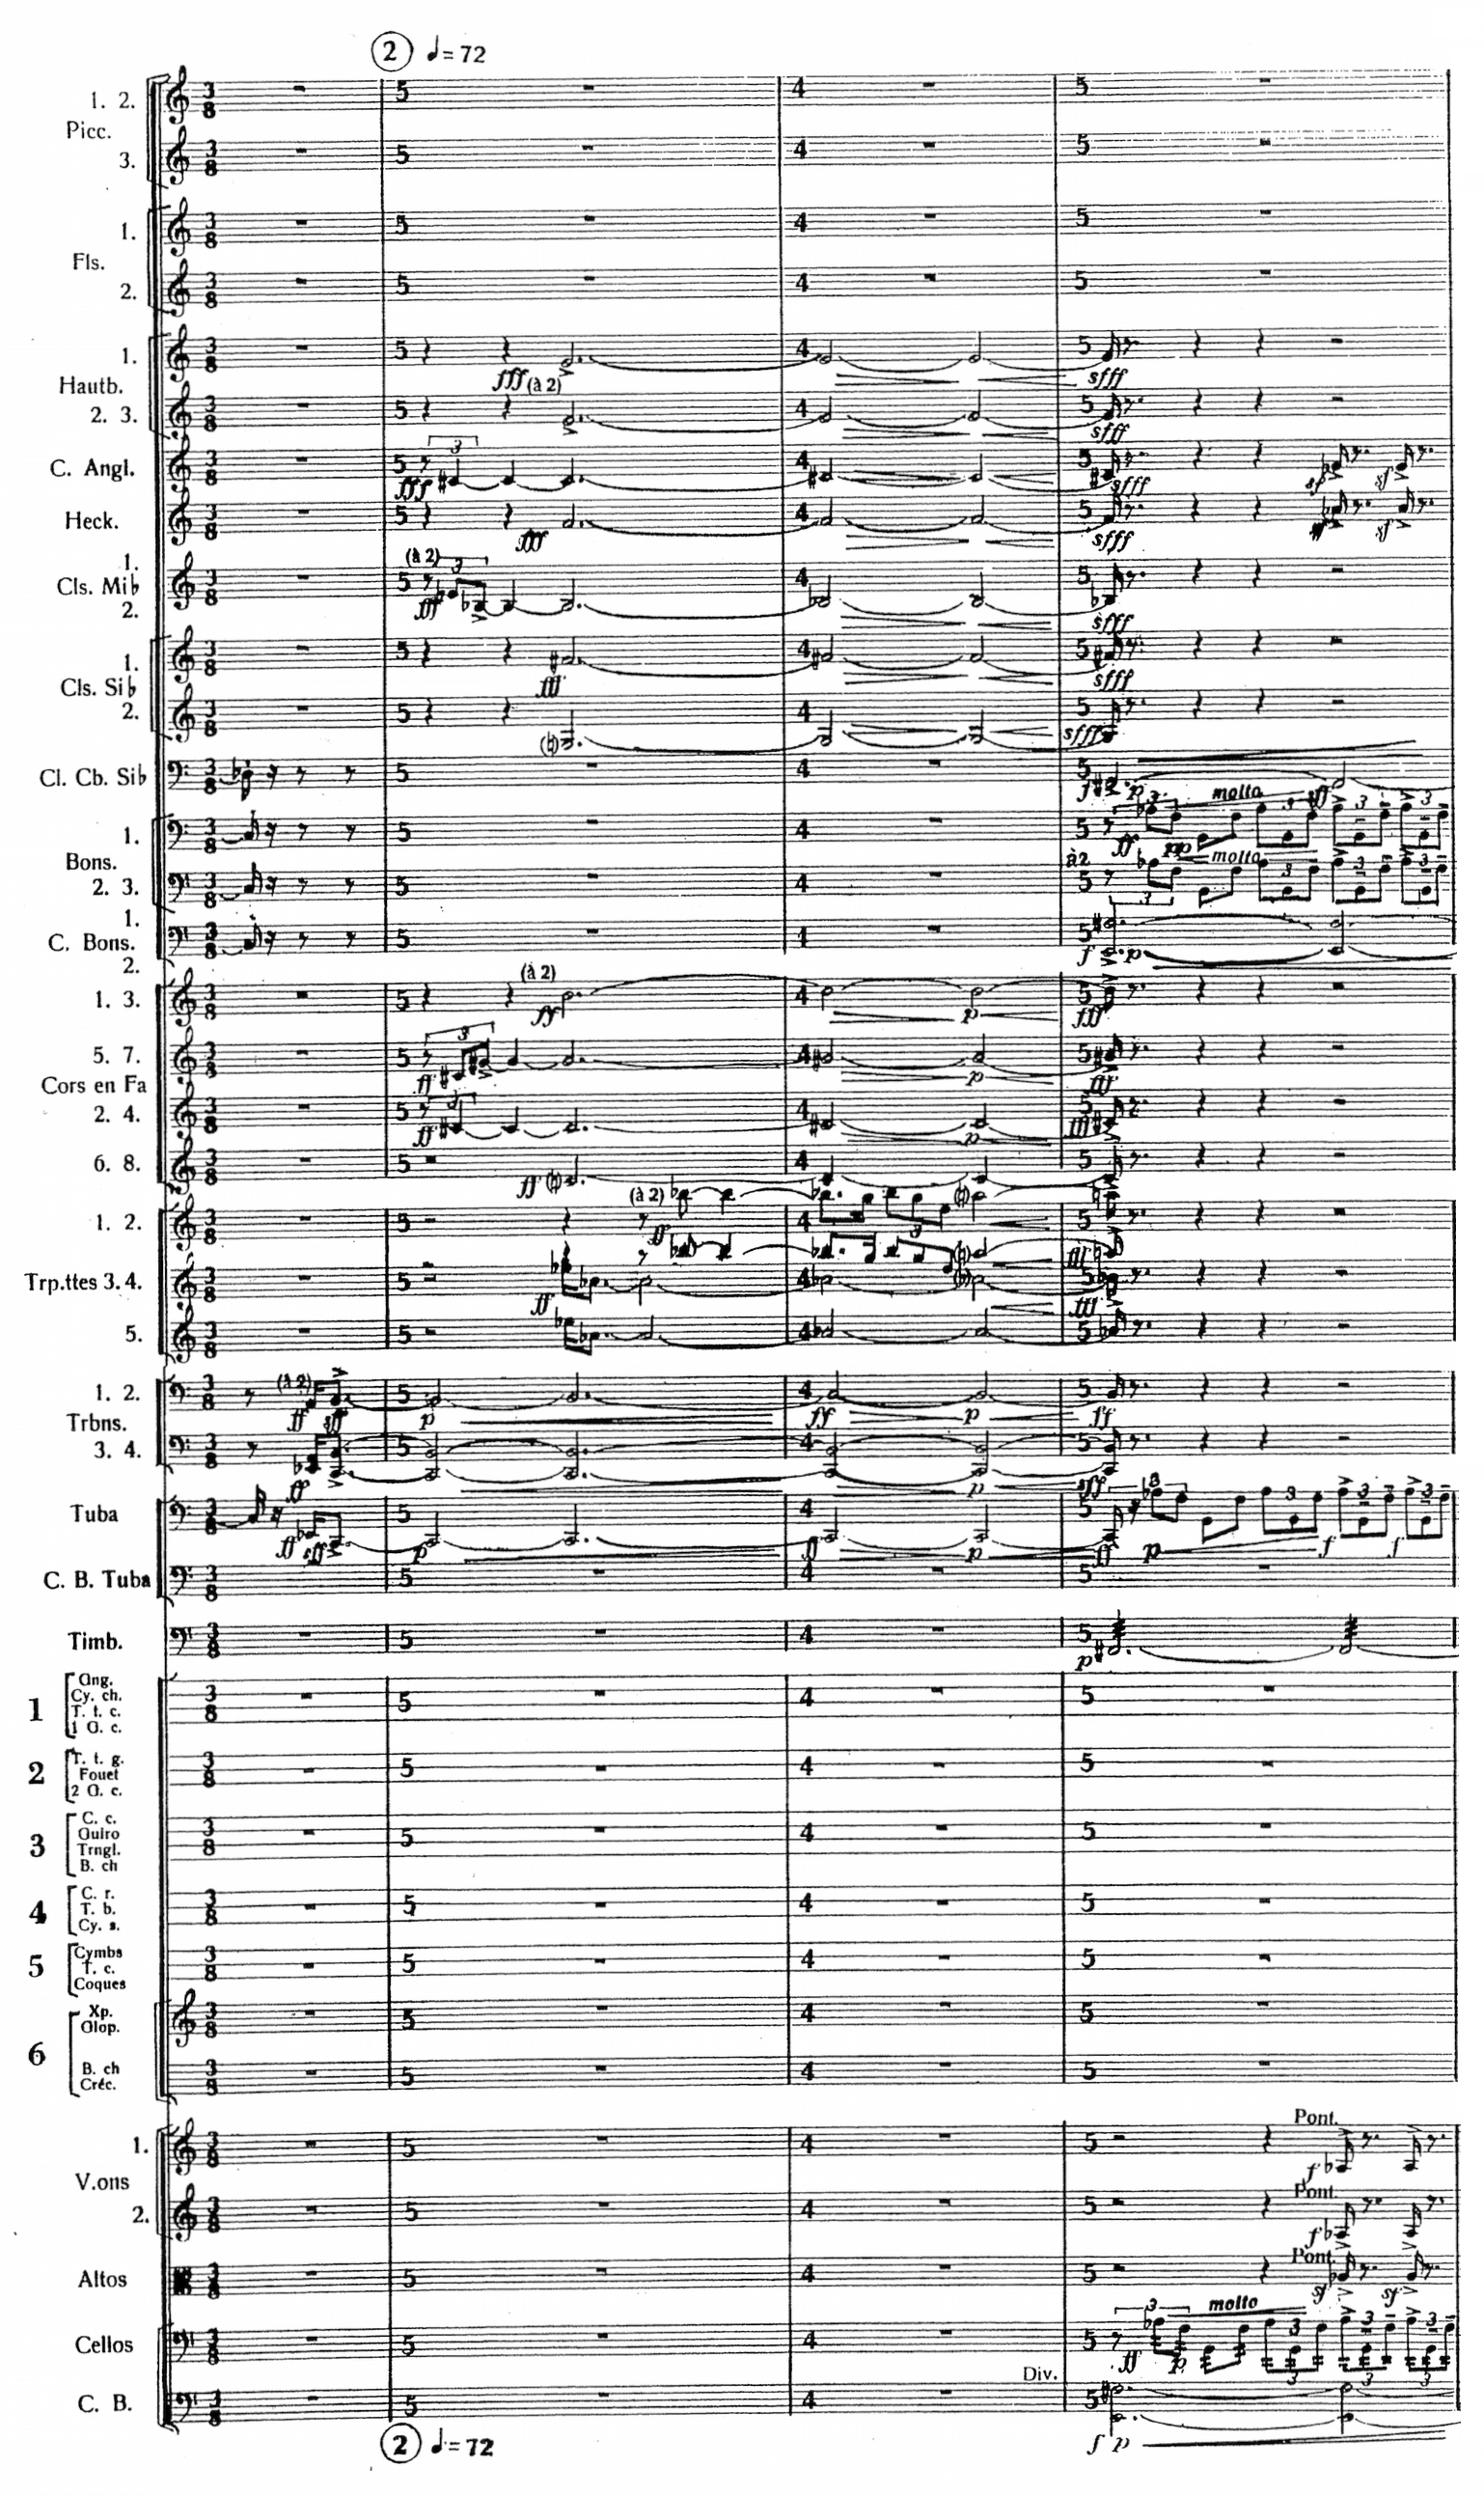 2 ♩= 72
1. 2.
Picc.
3.
1.
Fls.
2.
1.
Hautb.
2. 3.
fff (à 2)
C. Angl.
fff
sfff
Heck.
fff
sfff
1.
Cls. Mi♭
2.
(à 2)
fff
sfff
1.
Cls. Si♭
2.
fff
sfff
Cl. Cb. Si♭
f p
molto
ff
1.
Bons.
2. 3.
ff pp
molto
à 2
1.
C. Bons.
2.
f p
1. 3.
(à 2)
ff
p
fff
5. 7.
ff
p
fff
Cors en Fa
2. 4.
ff
p
fff
6. 8.
ff
1. 2.
(à 2)
ff
fff
Trp.ttes 3. 4.
ff
fff
5.
1. 2.
(à 2)
ff sff
p
ff
p
ff
Trbns.
3. 4.
ff
p
sff
Tuba
ff sff
p
ff
p
ff
p
f
f
C. B. Tuba
Timb.
p
1
Gng.
Cy. ch.
T. t. c.
1 G. c.
2
T. t. g.
Fouet
2 G. c.
3
C. c.
Guiro
Trngl.
B. ch
4
C. r.
T. b.
Cy. s.
5
Cymbs
T. c.
Coques
6
Xp.
Glop.
B. ch
Créc.
1.
V.ons
2.
Pont.
f
Pont.
f
Altos
Pont.
sf
sf
Cellos
ff
p
molto
Div.
C. B.
f p
2 ♩= 72